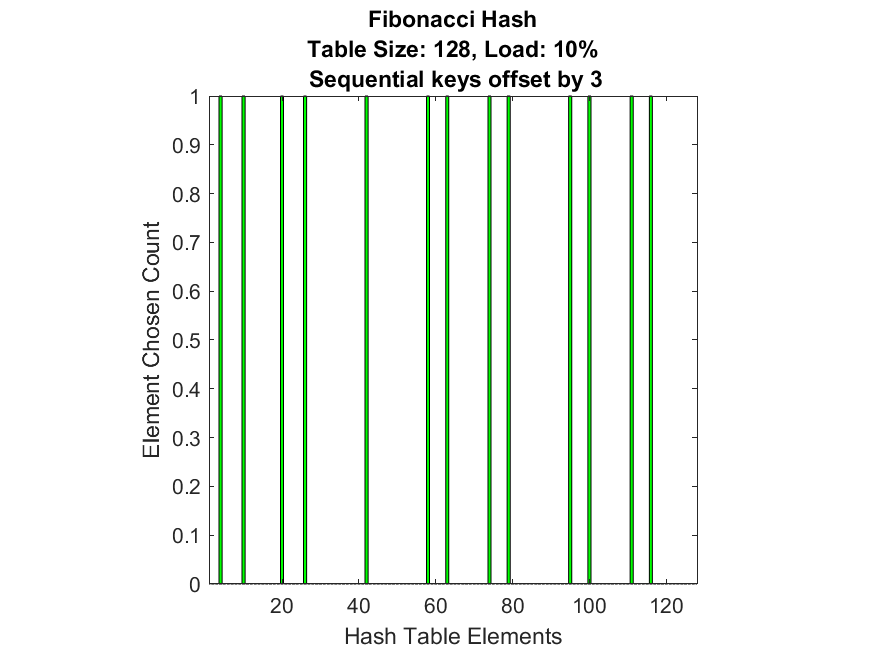 Fibonacci Hash
Table Size: 128, Load: 10%
Sequential keys offset by 3
1
0.9
0.8
0.7
0.6
0.5
0.4
0.3
0.2
0.1
0
Element Chosen Count
20 40 60 80 100 120
Hash Table Elements